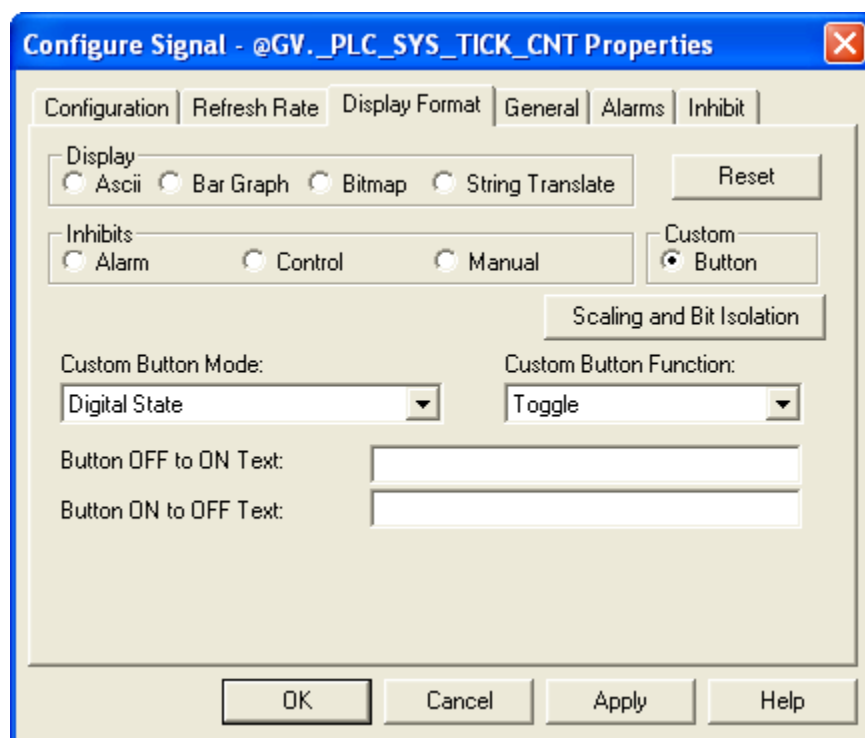 Configure Signal - @GV._PLC_SYS_TICK_CNT Properties
Configuration Refresh Rate Display Format General Alarms Inhibit
Display
Ascii Bar Graph Bitmap String Translate Reset
Inhibits Custom
Alarm Control Manual Button
Scaling and Bit Isolation
Custom Button Mode: Custom Button Function:
Digital State Toggle
Button OFF to ON Text:
Button ON to OFF Text:
OK Cancel Apply Help